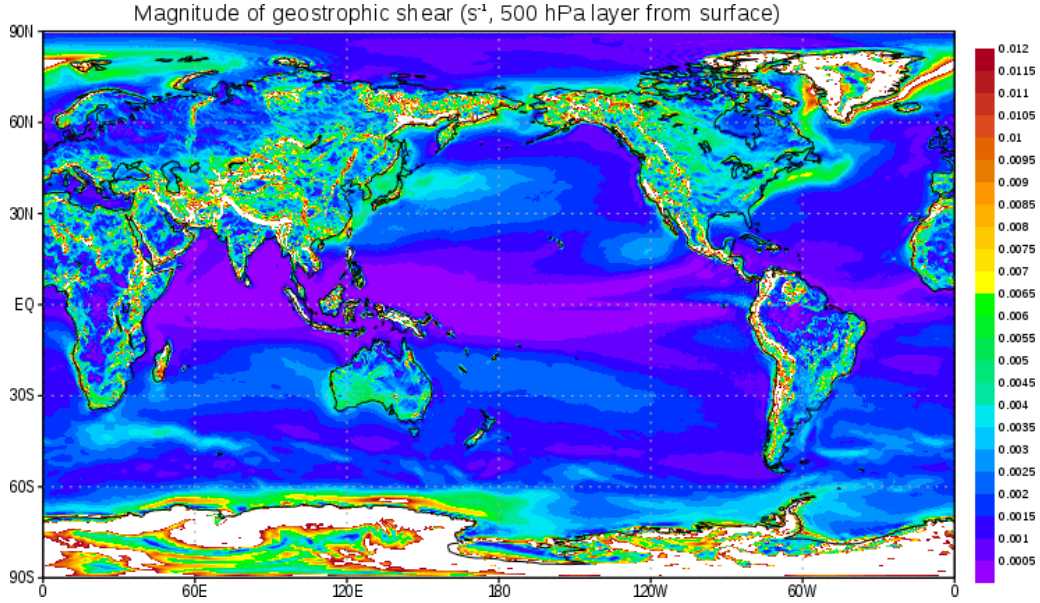 Magnitude of geostrophic shear (s⁻¹, 500 hPa layer from surface)
90N
60N
30N
EQ
30S
60S
90S
0
60E
120E
180
120W
60W
0
0.012
0.0115
0.011
0.0105
0.01
0.0095
0.009
0.0085
0.008
0.0075
0.007
0.0065
0.006
0.0055
0.005
0.0045
0.004
0.0035
0.003
0.0025
0.002
0.0015
0.001
0.0005